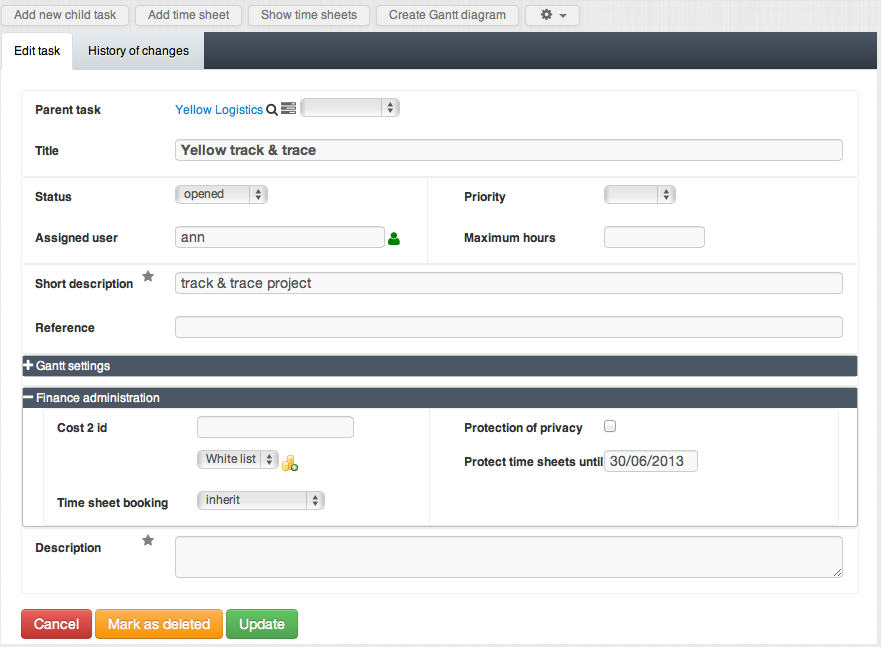 Add new child task Add time sheet Show time sheets Create Gantt diagram
Edit task History of changes
Parent task Yellow Logistics
Title Yellow track & trace
Status opened Priority
Assigned user ann Maximum hours
Short description track & trace project
Reference
Gantt settings
Finance administration
Cost 2 id Protection of privacy
White list Protect time sheets until 30/06/2013
Time sheet booking inherit
Description
Cancel Mark as deleted Update